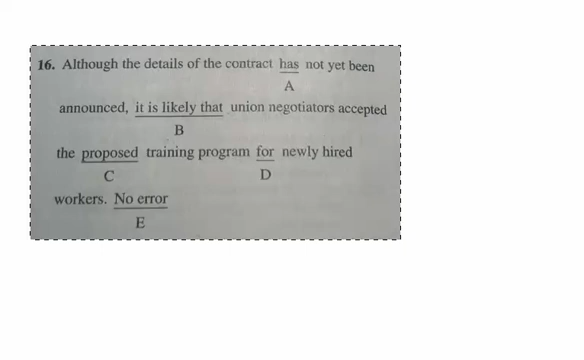 16. Although the details of the contract has not yet been
A
announced, it is likely that union negotiators accepted
B
the proposed training program for newly hired
C D
workers. No error
E